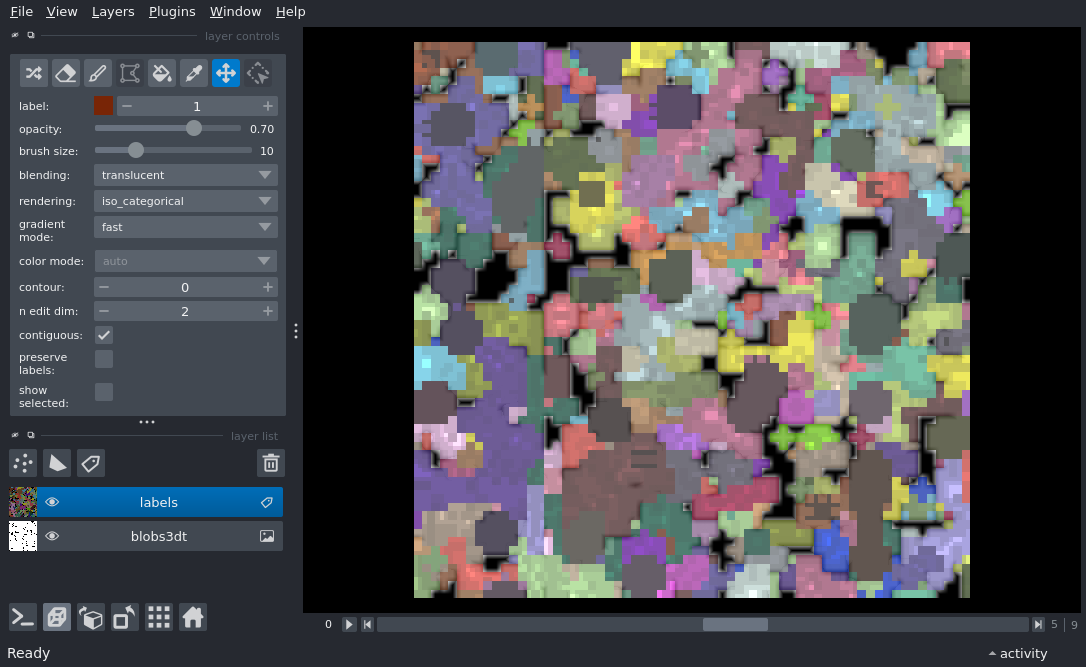 File View Layers Plugins Window Help
layer controls
label: 1
opacity: 0.70
brush size: 10
blending: translucent
rendering: iso_categorical
gradient mode: fast
color mode: auto
contour: 0
n edit dim: 2
contiguous:
preserve labels:
show selected:
layer list
labels
blobs3dt
0 5 | 9
Ready activity